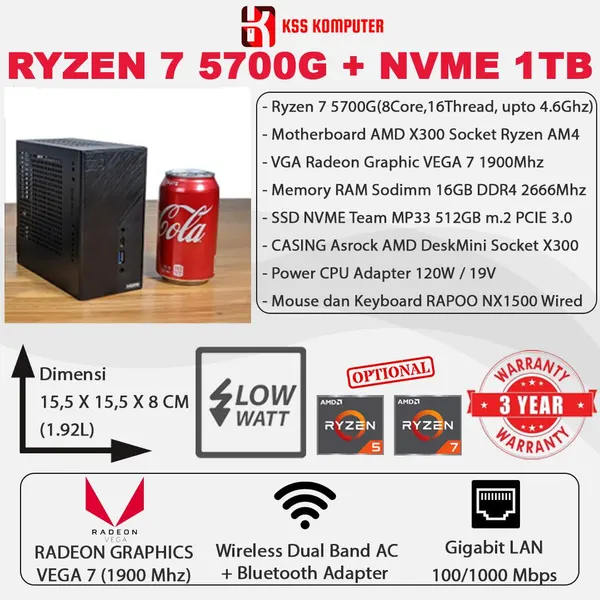 KSS KOMPUTER
RYZEN 7 5700G + NVME 1TB
- Ryzen 7 5700G(8Core,16Thread, upto 4.6Ghz)
- Motherboard AMD X300 Socket Ryzen AM4
- VGA Radeon Graphic VEGA 7 1900Mhz
- Memory RAM Sodimm 16GB DDR4 2666Mhz
- SSD NVME Team MP33 512GB m.2 PCIE 3.0
- CASING Asrock AMD DeskMini Socket X300
- Power CPU Adapter 120W / 19V
- Mouse dan Keyboard RAPOO NX1500 Wired
Coca-Cola
Dimensi
15,5 X 15,5 X 8 CM
(1.92L)
LOW
WATT
OPTIONAL
AMD
RYZEN
5
AMD
RYZEN
7
WARRANTY
3 YEAR
WARRANTY
RADEON
VEGA
RADEON GRAPHICS
VEGA 7 (1900 Mhz)
Wireless Dual Band AC
+ Bluetooth Adapter
Gigabit LAN
100/1000 Mbps